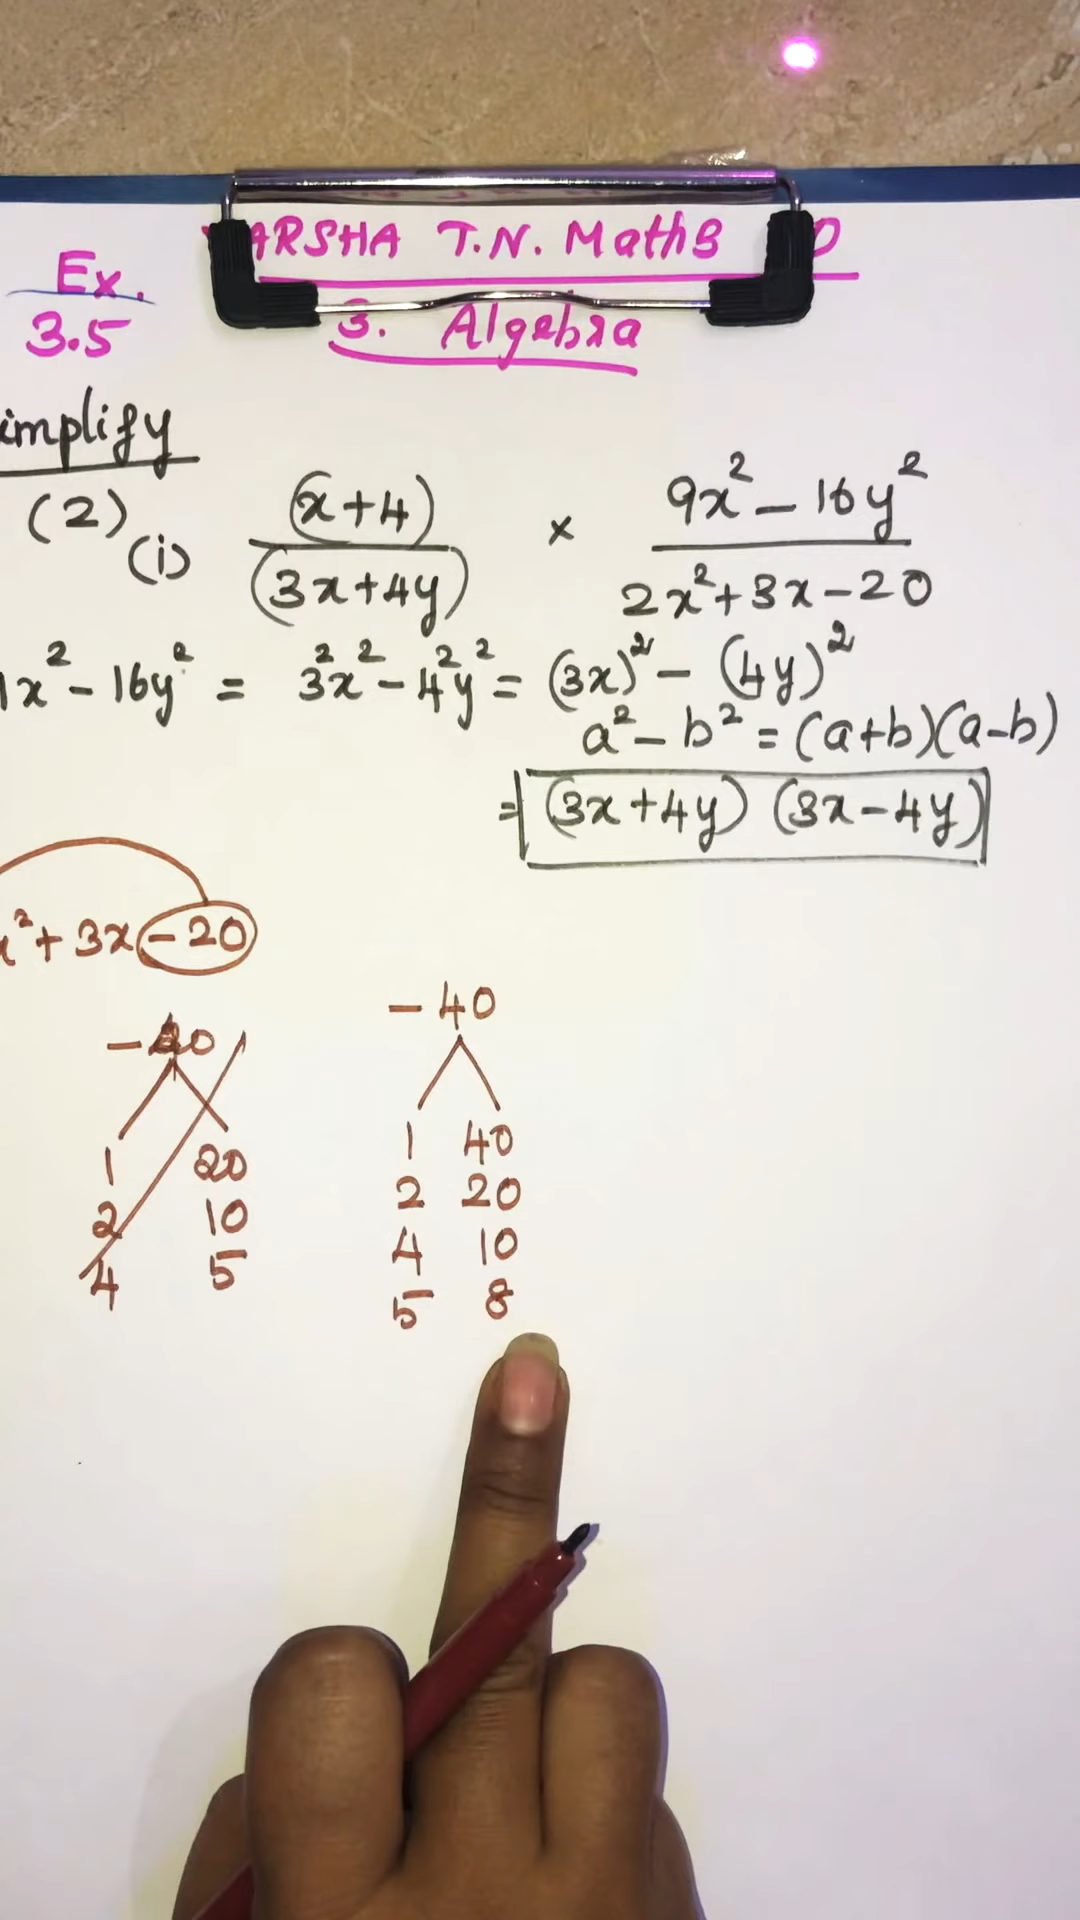 ARSHA T.N. Maths
Ex.
3.5
3. Algebra
implify
(2) (i) (x+4) / (3x+4y) × 9x² - 16y² / 2x²+3x-20
x² - 16y² = 3²x² - 4²y² = (3x)² - (4y)²
a² - b² = (a+b)(a-b)
= (3x+4y) (3x-4y)
x²+3x-20
-40
1 20
2 10
4 5
-40
1 40
2 20
4 10
5 8